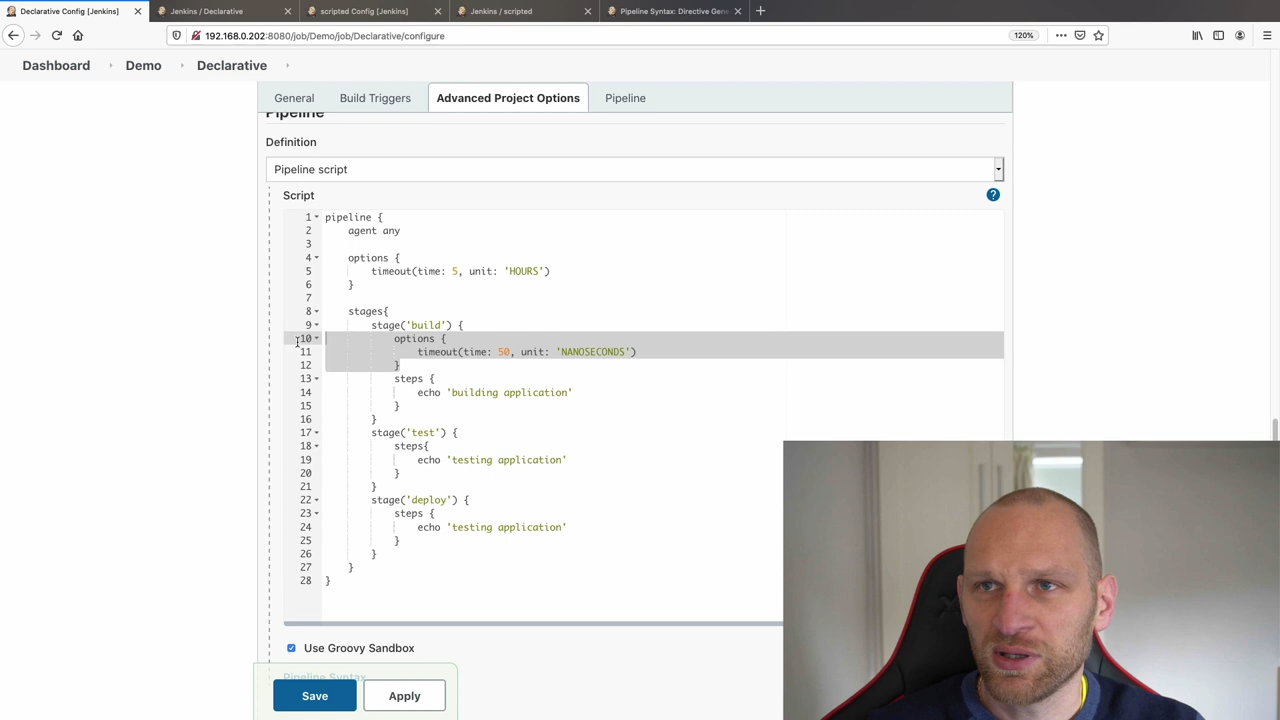 Declarative Config [Jenkins]
Jenkins / Declarative
scripted Config [Jenkins]
Jenkins / scripted
Pipeline Syntax: Directive Gene
192.168.0.202:8080/job/Demo/job/Declarative/configure
120%
Dashboard
Demo
Declarative
General
Build Triggers
Advanced Project Options
Pipeline
Pipeline
Definition
Pipeline script
Script
?
1 pipeline {
2 agent any
3
4 options {
5 timeout(time: 5, unit: 'HOURS')
6 }
7
8 stages{
9 stage('build') {
10 options {
11 timeout(time: 50, unit: 'NANOSECONDS')
12 }
13 steps {
14 echo 'building application'
15 }
16 }
17 stage('test') {
18 steps{
19 echo 'testing application'
20 }
21 }
22 stage('deploy') {
23 steps {
24 echo 'testing application'
25 }
26 }
27 }
28 }
Use Groovy Sandbox
Pipeline Syntax
Save
Apply